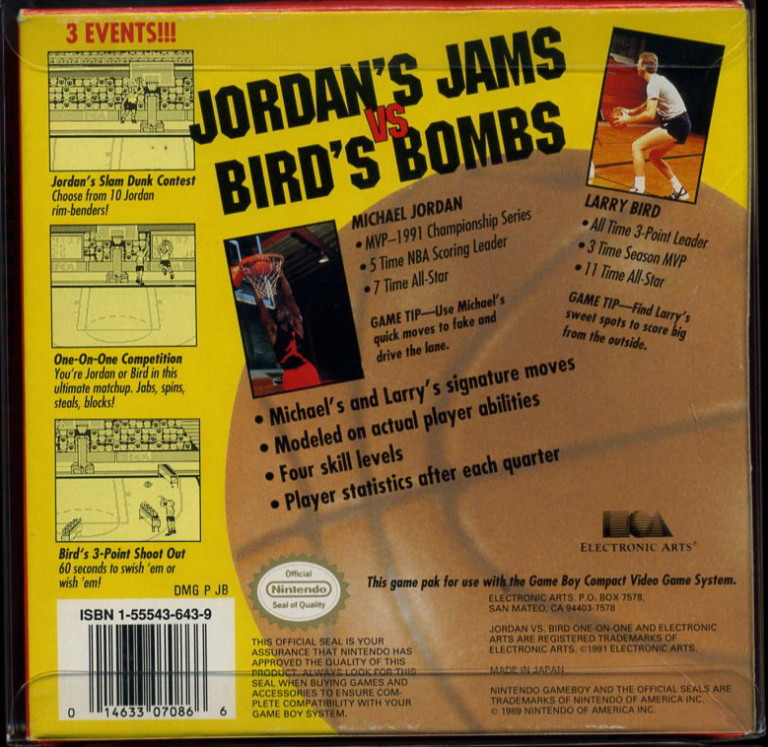 3 EVENTS!!!
Jordan's Slam Dunk Contest
Choose from 10 Jordan
rim-benders!
One-On-One Competition
You're Jordan or Bird in this
ultimate matchup. Jabs, spins,
steals, blocks!
Bird's 3-Point Shoot Out
60 seconds to swish 'em or
wish 'em!
DMG P JB
ISBN 1-55543-643-9
0 14633 07086 6
JORDAN'S JAMS
VS
BIRD'S BOMBS
MICHAEL JORDAN
• MVP–1991 Championship Series
• 5 Time NBA Scoring Leader
• 7 Time All-Star
GAME TIP—Use Michael's
quick moves to fake and
drive the lane.
LARRY BIRD
• All Time 3-Point Leader
• 3 Time Season MVP
• 11 Time All-Star
GAME TIP—Find Larry's
sweet spots to score big
from the outside.
• Michael's and Larry's signature moves
• Modeled on actual player abilities
• Four skill levels
• Player statistics after each quarter
ELECTRONIC ARTS®
Official
Nintendo
Seal of Quality
THIS OFFICIAL SEAL IS YOUR
ASSURANCE THAT NINTENDO HAS
APPROVED THE QUALITY OF THIS
PRODUCT. ALWAYS LOOK FOR THIS
SEAL WHEN BUYING GAMES AND
ACCESSORIES TO ENSURE COM-
PLETE COMPATIBILITY WITH YOUR
GAME BOY SYSTEM.
This game pak for use with the Game Boy Compact Video Game System.
ELECTRONIC ARTS. P.O. BOX 7578,
SAN MATEO, CA 94403-7578
JORDAN VS. BIRD ONE-ON-ONE AND ELECTRONIC
ARTS ARE REGISTERED TRADEMARKS OF
ELECTRONIC ARTS. ©1991 ELECTRONIC ARTS.
MADE IN JAPAN
NINTENDO GAMEBOY AND THE OFFICIAL SEALS ARE
TRADEMARKS OF NINTENDO OF AMERICA INC.
© 1989 NINTENDO OF AMERICA INC.